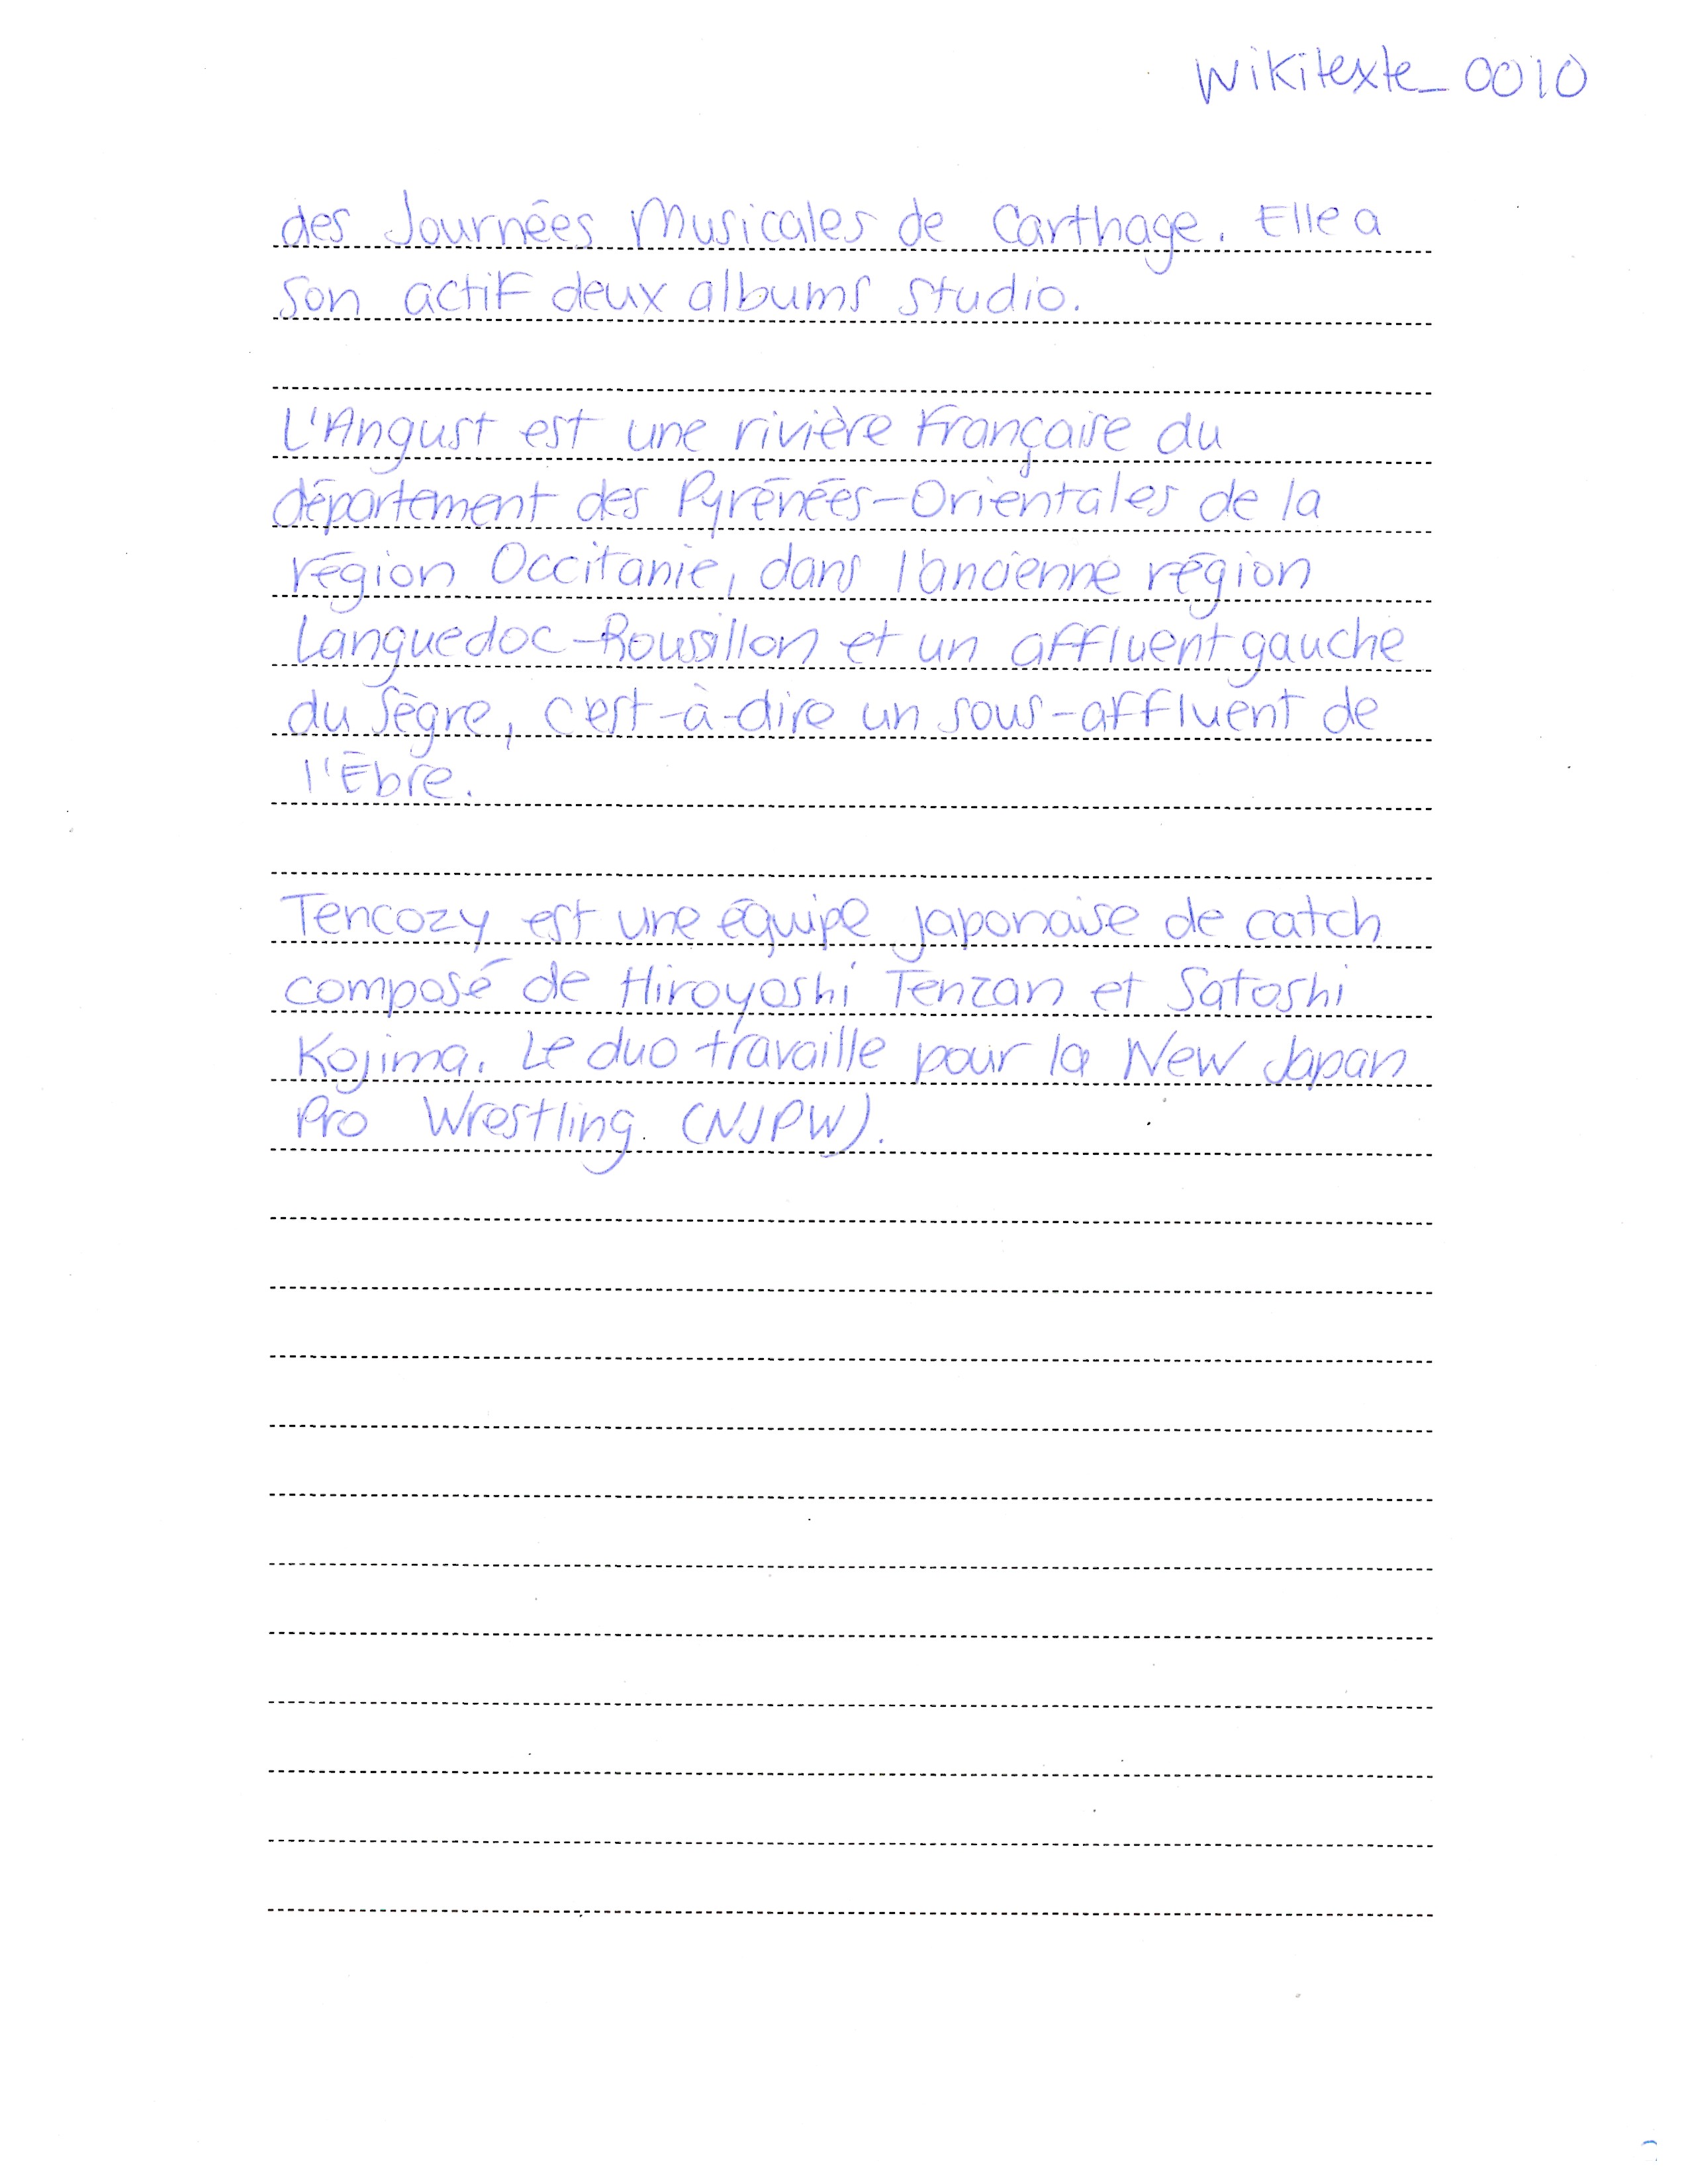 Wikitexte_0010
des Journées Musicales de Carthage. Elle a
son actif deux albums studio.
L'Angust est une rivière française du
département des Pyrénées-Orientales de la
région Occitanie, dans l'ancienne région
Languedoc-Roussillon et un affluent gauche
du Sègre, c'est-à-dire un sous-affluent de
l'Èbre.
Tencozy est une équipe japonaise de catch
composé de Hiroyoshi Tenzan et Satoshi
Kojima. Le duo travaille pour la New Japan
Pro Wrestling. (NJPW).